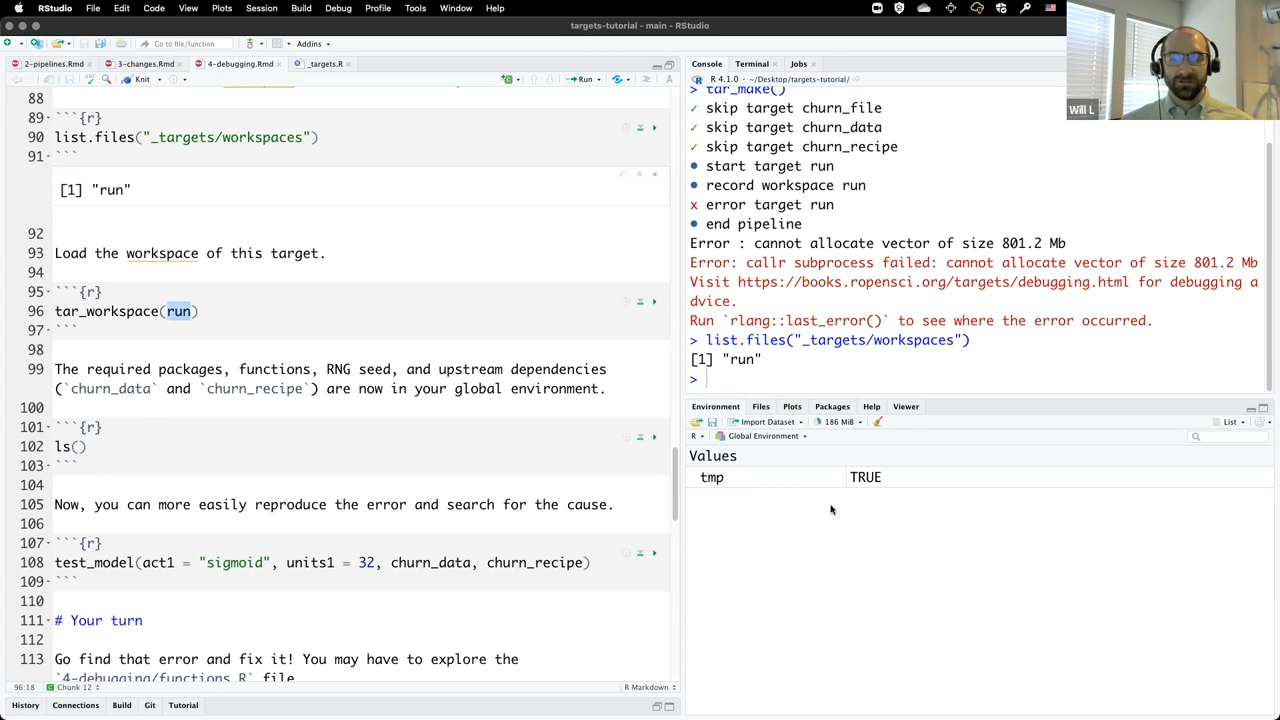 RStudio File Edit Code View Plots Session Build Debug Profile Tools Window Help
targets-tutorial - main - RStudio
Go to file/function Addins
2-pipelines.Rmd 3-changes.Rmd 4-debugging.Rmd _targets.R
Knit Run
88
89 ```{r}
90 list.files("_targets/workspaces")
91 ```
[1] "run"
92
93 Load the workspace of this target.
94
95 ```{r}
96 tar_workspace(run)
97 ```
98
99 The required packages, functions, RNG seed, and upstream dependencies
(`churn_data` and `churn_recipe`) are now in your global environment.
100
101 ```{r}
102 ls()
103 ```
104
105 Now, you can more easily reproduce the error and search for the cause.
106
107 ```{r}
108 test_model(act1 = "sigmoid", units1 = 32, churn_data, churn_recipe)
109 ```
110
111 # Your turn
112
113 Go find that error and fix it! You may have to explore the
`4-debugging/functions.R` file
96:18 Chunk 12 R Markdown
History Connections Build Git Tutorial
Console Terminal Jobs
R 4.1.0 · ~/Desktop/targets-tutorial/
> tar_make()
✓ skip target churn_file
✓ skip target churn_data
✓ skip target churn_recipe
● start target run
● record workspace run
x error target run
● end pipeline
Error : cannot allocate vector of size 801.2 Mb
Error: callr subprocess failed: cannot allocate vector of size 801.2 Mb
Visit https://books.ropensci.org/targets/debugging.html for debugging a
dvice.
Run `rlang::last_error()` to see where the error occurred.
> list.files("_targets/workspaces")
[1] "run"
>
Environment Files Plots Packages Help Viewer
Import Dataset 186 MiB List
R Global Environment
Values
tmp TRUE
Will L